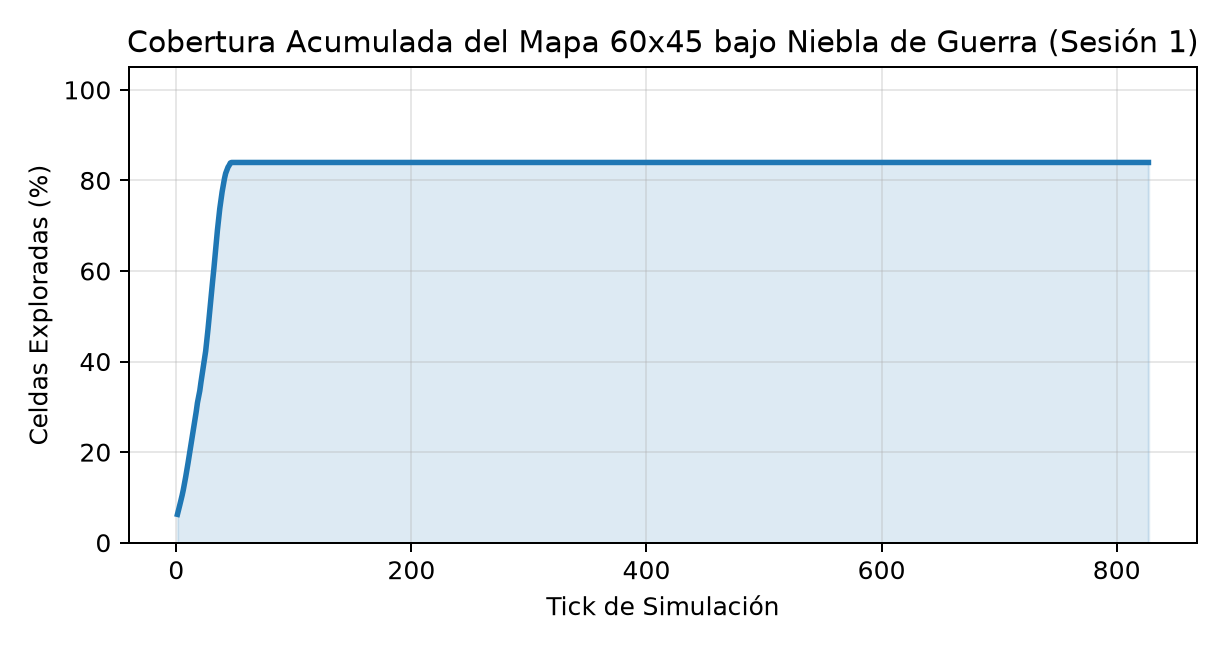 Cobertura Acumulada del Mapa 60x45 bajo Niebla de Guerra (Sesión 1)
Celdas Exploradas (%)
100
80
60
40
20
0
0 200 400 600 800
Tick de Simulación